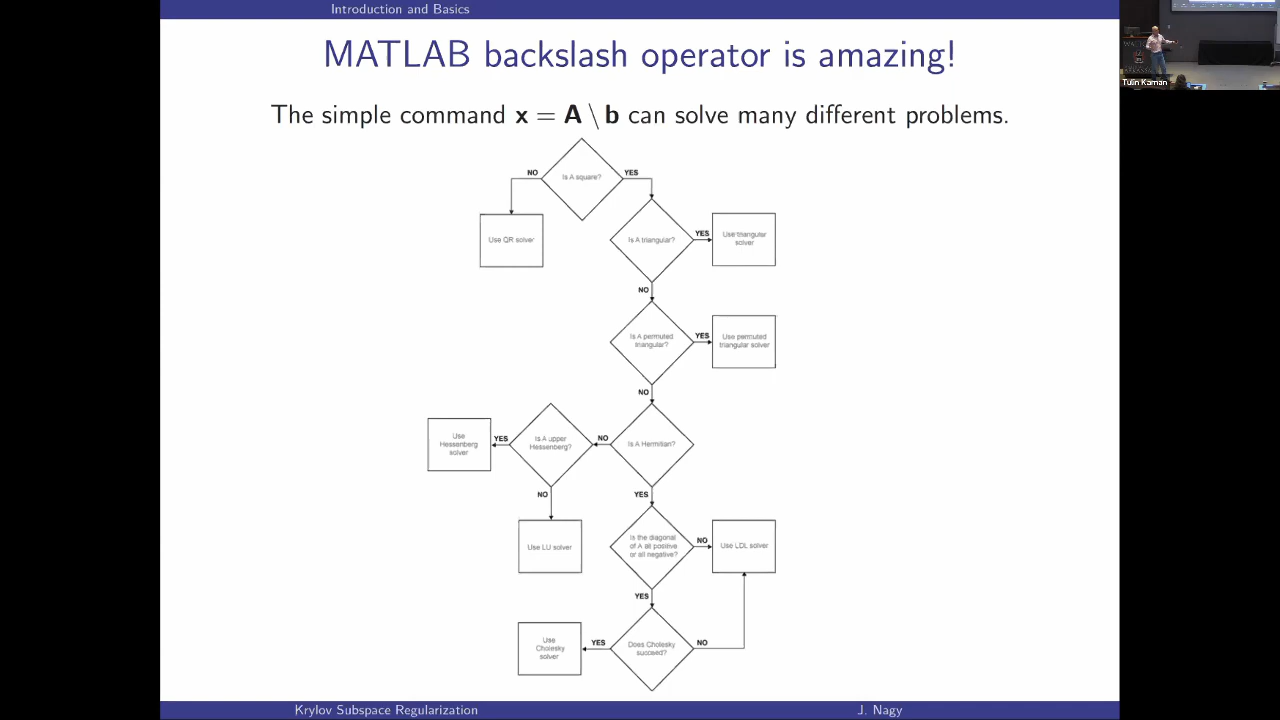 Introduction and Basics
MATLAB backslash operator is amazing!
The simple command x = A \ b can solve many different problems.
Is A square?
NO
YES
Use QR solver
Is A triangular?
YES
Use triangular
solver
NO
Is A permuted
triangular?
YES
Use permuted
triangular solver
NO
Is A Hermitian?
NO
Is A upper
Hessenberg?
YES
Use
Hessenberg
solver
NO
Use LU solver
YES
Is the diagonal
of A all positive
or all negative?
NO
Use LDL solver
YES
Does Cholesky
succeed?
YES
Use
Cholesky
solver
NO
Krylov Subspace Regularization
J. Nagy
Tulin Kaman